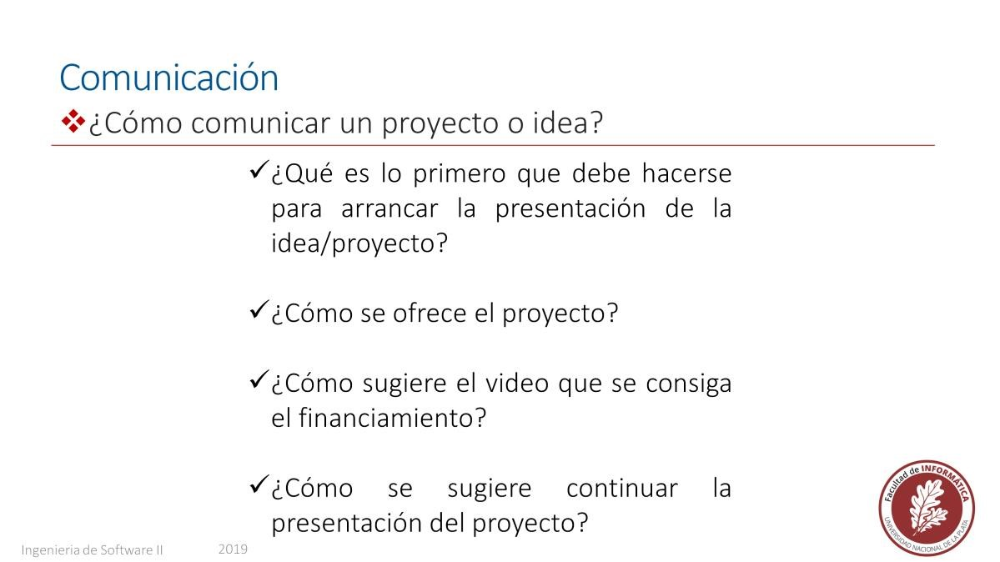 Comunicación
❖¿Cómo comunicar un proyecto o idea?
✓¿Qué es lo primero que debe hacerse
para arrancar la presentación de la
idea/proyecto?
✓¿Cómo se ofrece el proyecto?
✓¿Cómo sugiere el video que se consiga
el financiamiento?
✓¿Cómo se sugiere continuar la
presentación del proyecto?
Facultad de INFORMÁTICA
UNIVERSIDAD NACIONAL DE LA PLATA
Ingenieria de Software II
2019